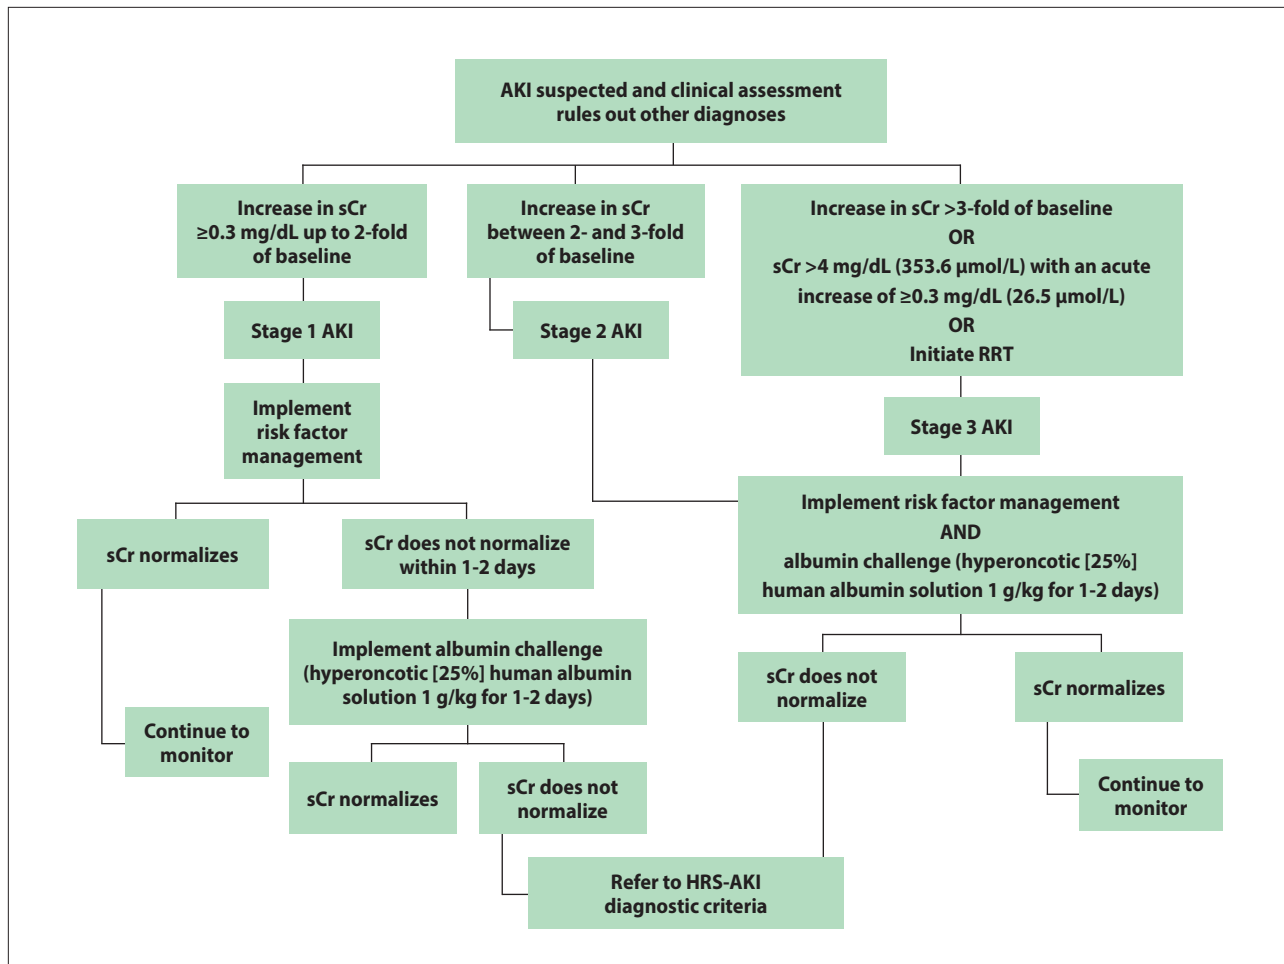 AKI suspected and clinical assessment
rules out other diagnoses
Increase in sCr
≥0.3 mg/dL up to 2-fold
of baseline
Increase in sCr
between 2- and 3-fold
of baseline
Increase in sCr >3-fold of baseline
OR
sCr >4 mg/dL (353.6 μmol/L) with an acute
increase of ≥0.3 mg/dL (26.5 μmol/L)
OR
Initiate RRT
Stage 1 AKI
Stage 2 AKI
Stage 3 AKI
Implement
risk factor
management
Implement risk factor management
AND
albumin challenge (hyperoncotic [25%]
human albumin solution 1 g/kg for 1-2 days)
sCr normalizes
sCr does not normalize
within 1-2 days
Implement albumin challenge
(hyperoncotic [25%] human albumin
solution 1 g/kg for 1-2 days)
sCr does not
normalize
sCr normalizes
Continue to
monitor
sCr normalizes
sCr does not
normalize
Continue to
monitor
Refer to HRS-AKI
diagnostic criteria